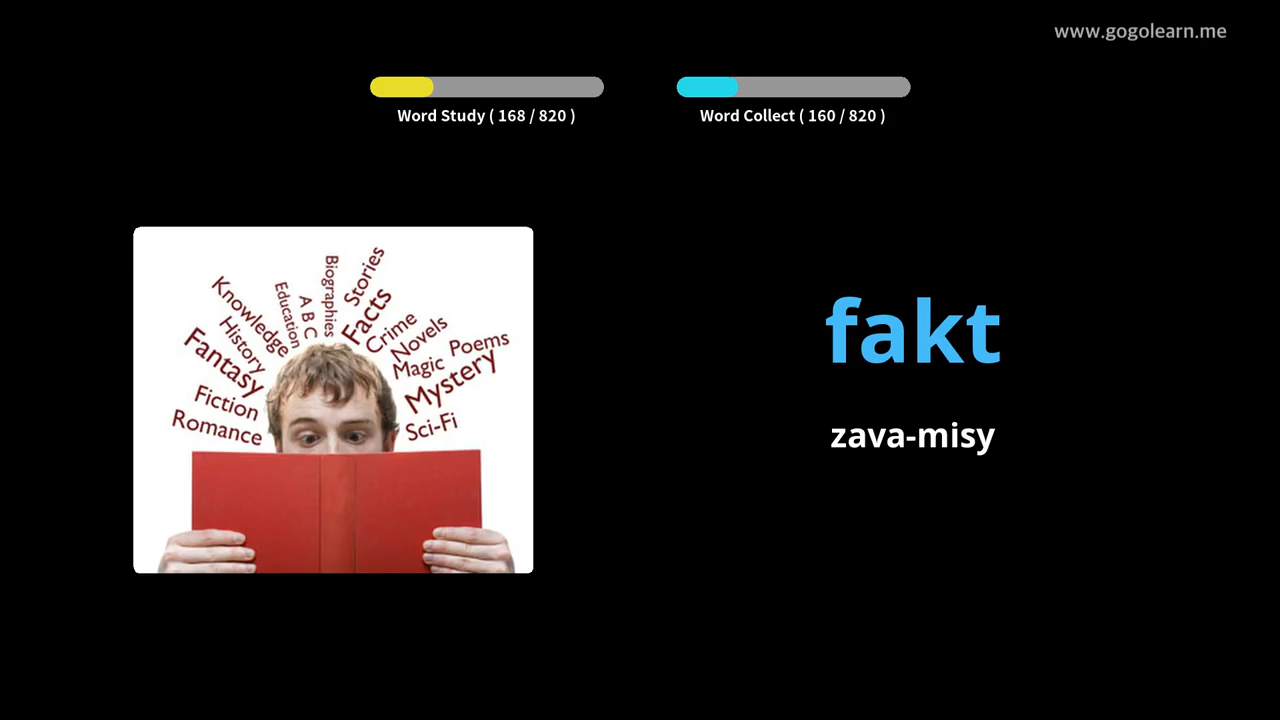 www.gogolearn.me
Word Study ( 168 / 820 )
Word Collect ( 160 / 820 )
Biographies
Stories
Knowledge
Education
A B C
Facts
History
Crime
Novels
Fantasy
Magic
Poems
Mystery
Fiction
Romance
Sci-Fi
fakt
zava-misy